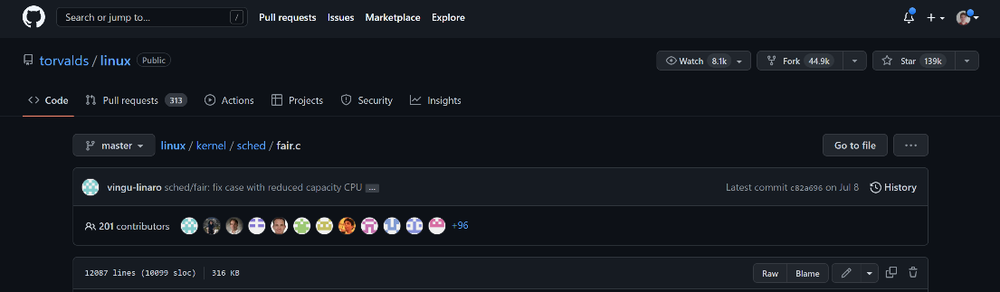 Search or jump to... / Pull requests Issues Marketplace Explore
torvalds / linux Public Watch 8.1k Fork 44.9k Star 139k
Code Pull requests 313 Actions Projects Security Insights
master linux / kernel / sched / fair.c Go to file ...
vingu-linaro sched/fair: fix case with reduced capacity CPU ... Latest commit c82a696 on Jul 8 History
201 contributors +96
12087 lines (10099 sloc) 316 KB Raw Blame